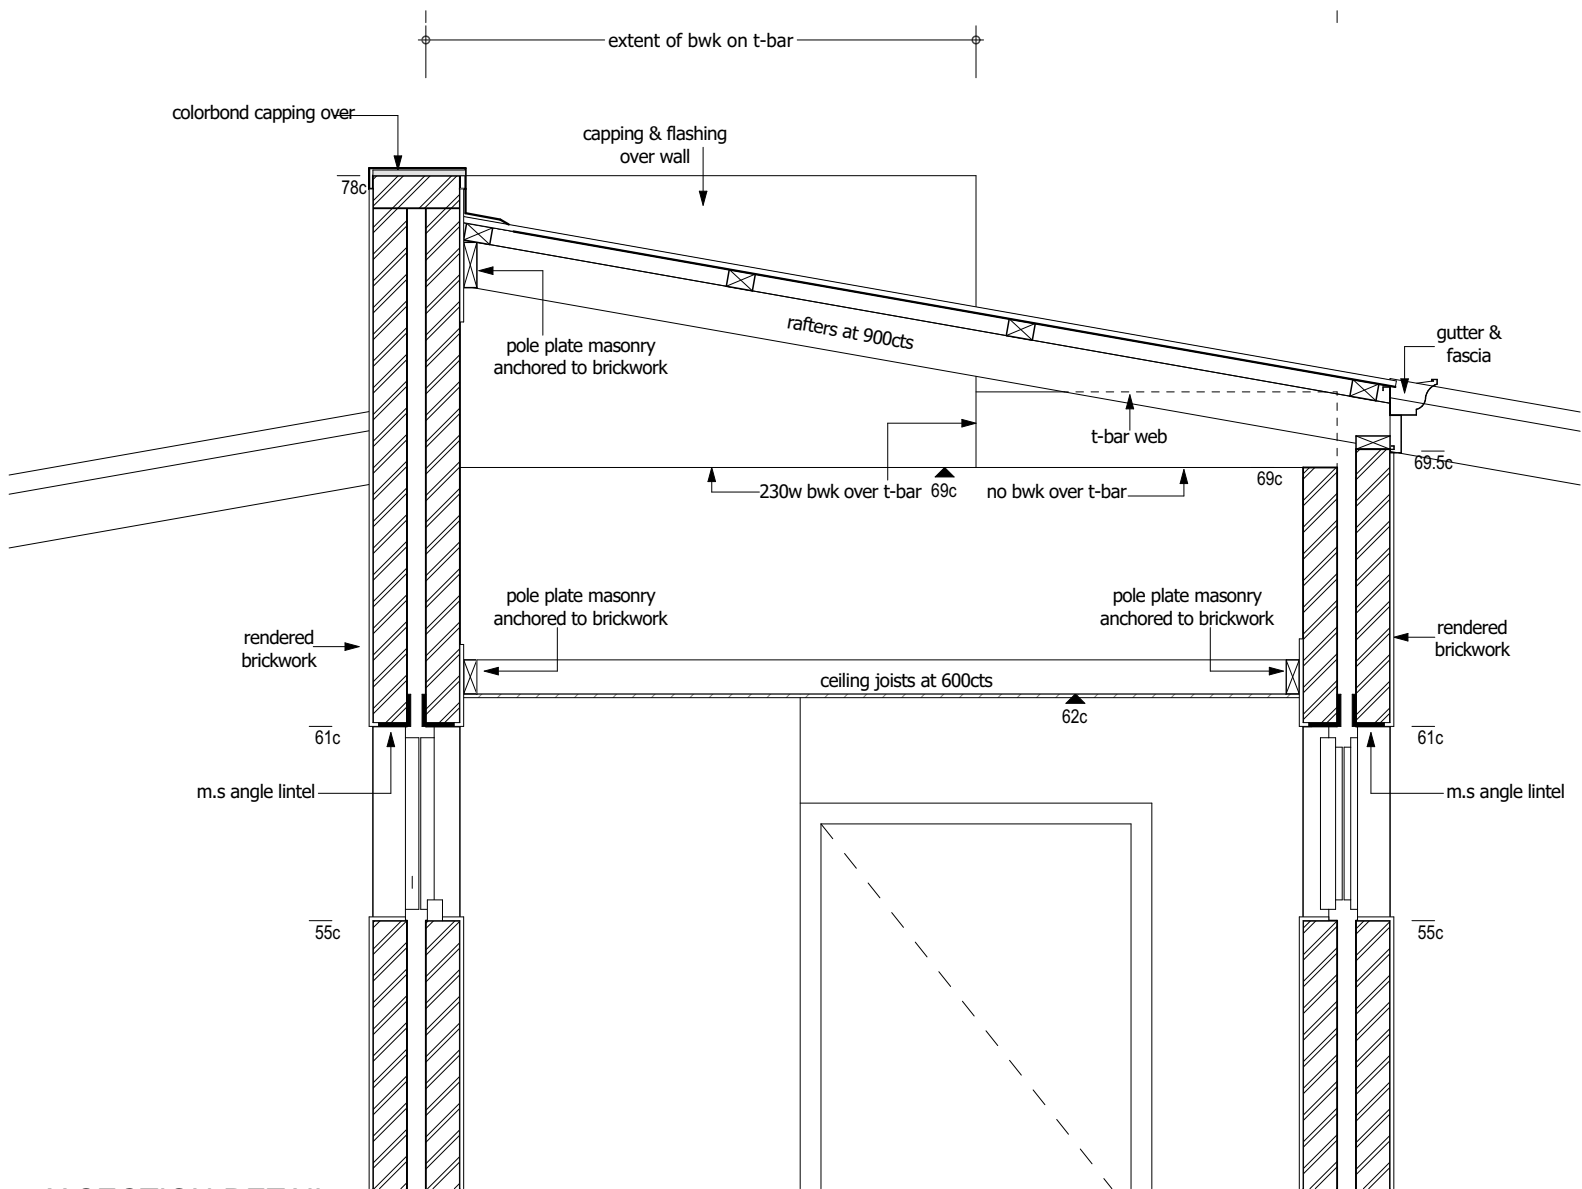 extent of bwk on t-bar
colorbond capping over
capping & flashing
over wall
78c
rafters at 900cts
pole plate masonry
anchored to brickwork
gutter &
fascia
t-bar web
69.5c
230w bwk over t-bar
69c
no bwk over t-bar
69c
pole plate masonry
anchored to brickwork
pole plate masonry
anchored to brickwork
rendered
brickwork
rendered
brickwork
ceiling joists at 600cts
62c
61c
61c
m.s angle lintel
m.s angle lintel
55c
55c